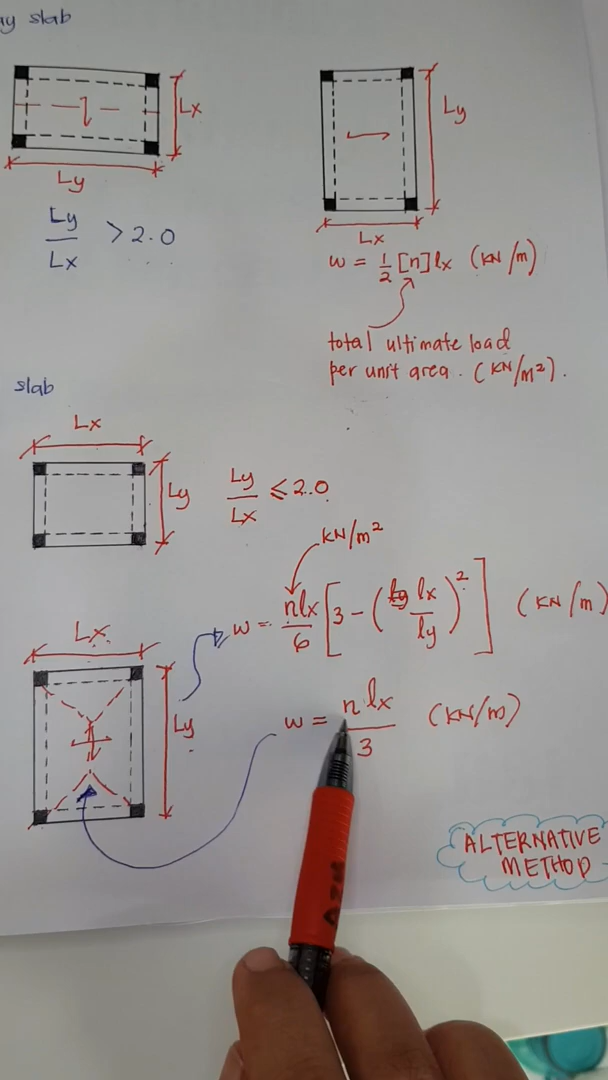 ay slab
Lx
Ly
Ly
Lx
Ly/Lx > 2.0
w = 1/2 [n] lx (kN/m)
total ultimate load
per unit area. (kN/m²).
slab
Lx
Ly
Ly/Lx ≤ 2.0
kN/m²
w = nlx/6 [3 - (lx/ly)²] (kN/m)
Lx
Ly
w = nlx/3 (kN/m)
ALTERNATIVE
METHOD